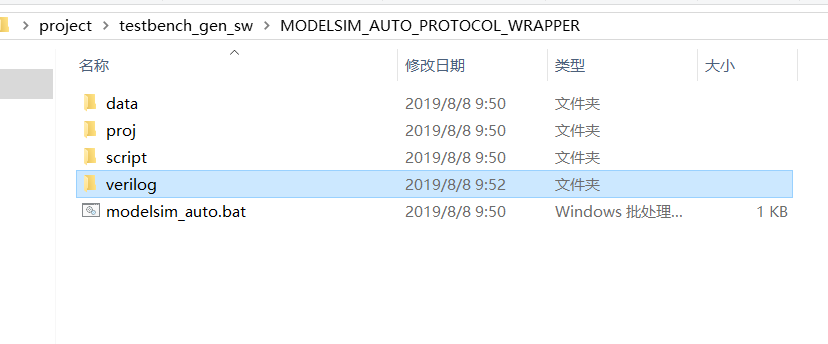 project > testbench_gen_sw > MODELSIM_AUTO_PROTOCOL_WRAPPER
名称 修改日期 类型 大小
data 2019/8/8 9:50 文件夹
proj 2019/8/8 9:50 文件夹
script 2019/8/8 9:50 文件夹
verilog 2019/8/8 9:52 文件夹
modelsim_auto.bat 2019/8/8 9:50 Windows 批处理... 1 KB